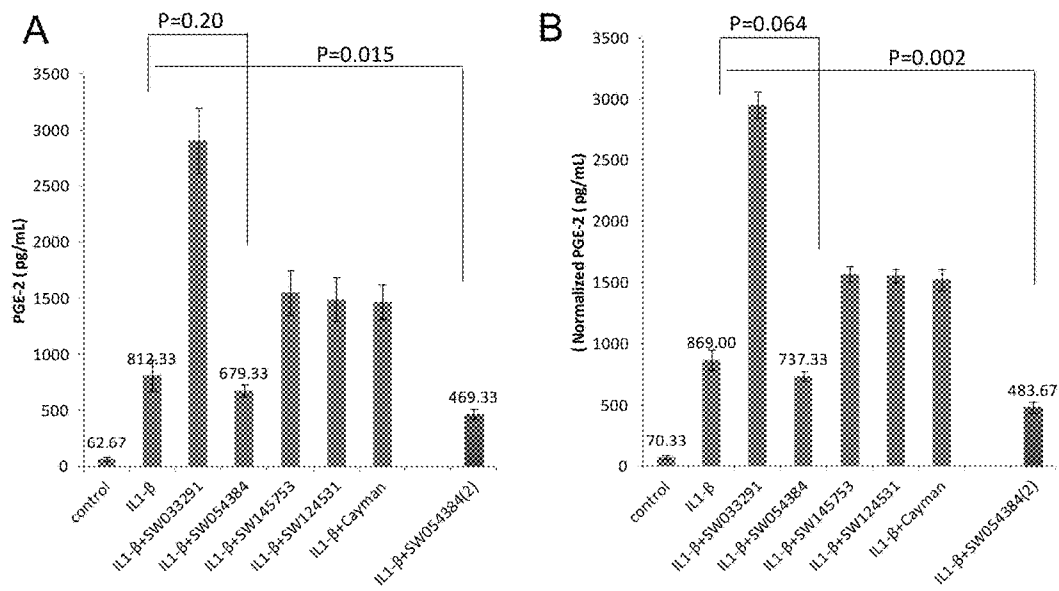 A
P=0.20
P=0.015
PGE-2 ( pg/mL)
3500
3000
2500
2000
1500
1000
500
0
62.67
812.33
679.33
469.33
control
IL1-β
IL1-β+SW033291
IL1-β+SW054384
IL1-β+SW145753
IL1-β+SW124531
IL1-β+Cayman
IL1-β+SW054384(2)
B
P=0.064
P=0.002
( Normalized PGE-2 ( pg/mL)
3500
3000
2500
2000
1500
1000
500
0
70.33
869.00
737.33
483.67
control
IL1-β
IL1-β+SW033291
IL1-β+SW054384
IL1-β+SW145753
IL1-β+SW124531
IL1-β+Cayman
IL1-β+SW054384(2)